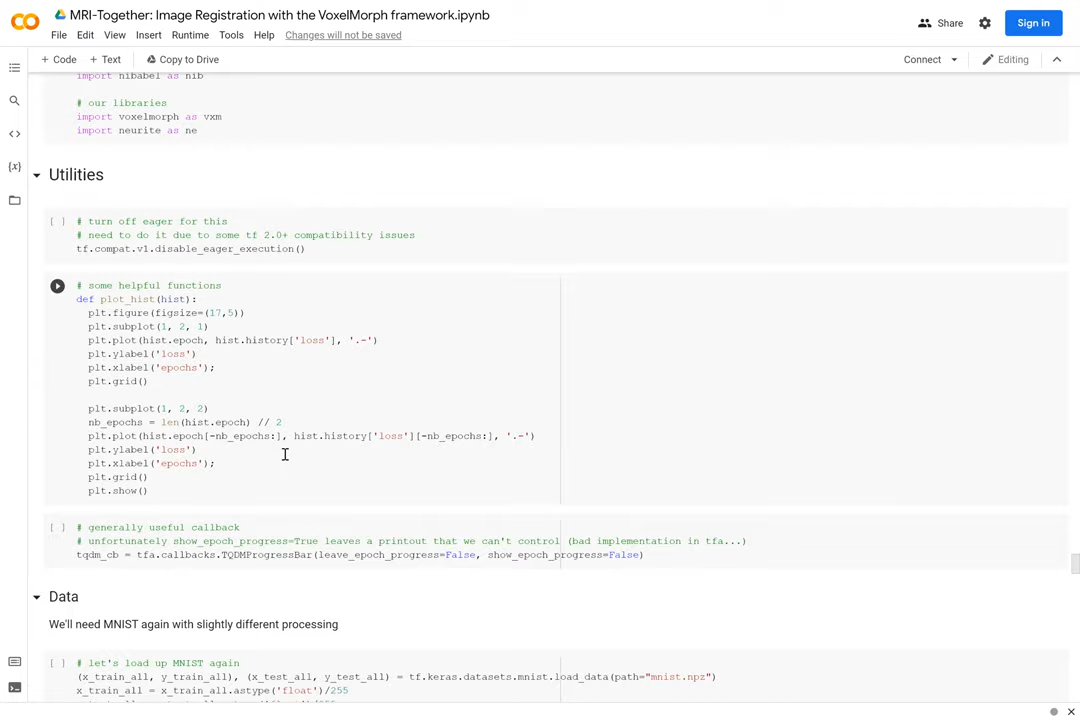 MRI-Together: Image Registration with the VoxelMorph framework.ipynb
Share
Sign in
File Edit View Insert Runtime Tools Help Changes will not be saved
+ Code + Text Copy to Drive
Connect
Editing
import nibabel as nib
# our libraries
import voxelmorph as vxm
import neurite as ne
Utilities
[ ] # turn off eager for this
# need to do it due to some tf 2.0+ compatibility issues
tf.compat.v1.disable_eager_execution()
# some helpful functions
def plot_hist(hist):
plt.figure(figsize=(17,5))
plt.subplot(1, 2, 1)
plt.plot(hist.epoch, hist.history['loss'], '.-')
plt.ylabel('loss')
plt.xlabel('epochs');
plt.grid()
plt.subplot(1, 2, 2)
nb_epochs = len(hist.epoch) // 2
plt.plot(hist.epoch[-nb_epochs:], hist.history['loss'][-nb_epochs:], '.-')
plt.ylabel('loss')
plt.xlabel('epochs');
plt.grid()
plt.show()
[ ] # generally useful callback
# unfortunately show_epoch_progress=True leaves a printout that we can't control (bad implementation in tfa...)
tqdm_cb = tfa.callbacks.TQDMProgressBar(leave_epoch_progress=False, show_epoch_progress=False)
Data
We'll need MNIST again with slightly different processing
[ ] # let's load up MNIST again
(x_train_all, y_train_all), (x_test_all, y_test_all) = tf.keras.datasets.mnist.load_data(path="mnist.npz")
x_train_all = x_train_all.astype('float')/255